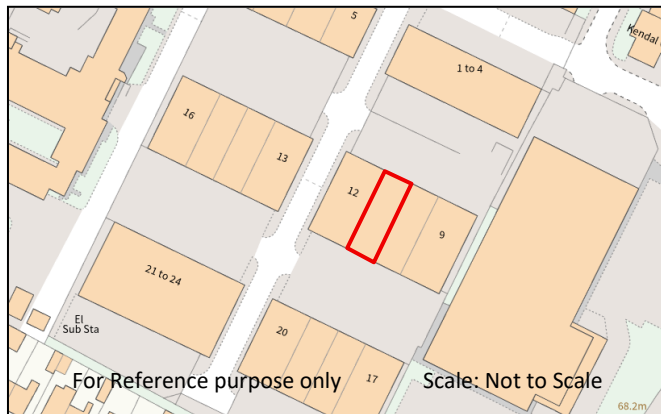 5
Kendal
1 to 4
16
13
12
9
21 to 24
El
Sub Sta
20
17
For Reference purpose only
Scale: Not to Scale
68.2m